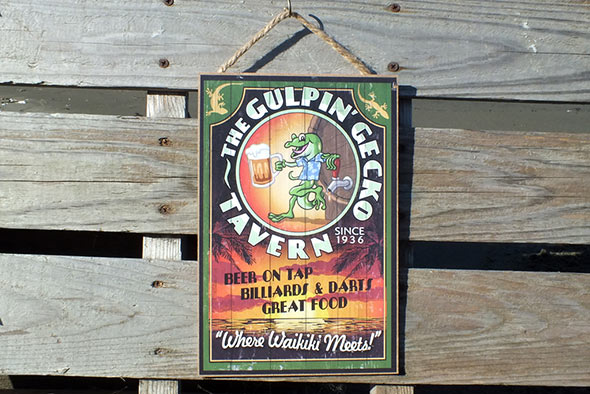 THE GULPIN' GECKO
TAVERN
SINCE
1936
BEER ON TAP
BILLIARDS & DARTS
GREAT FOOD
"Where Waikiki Meets!"